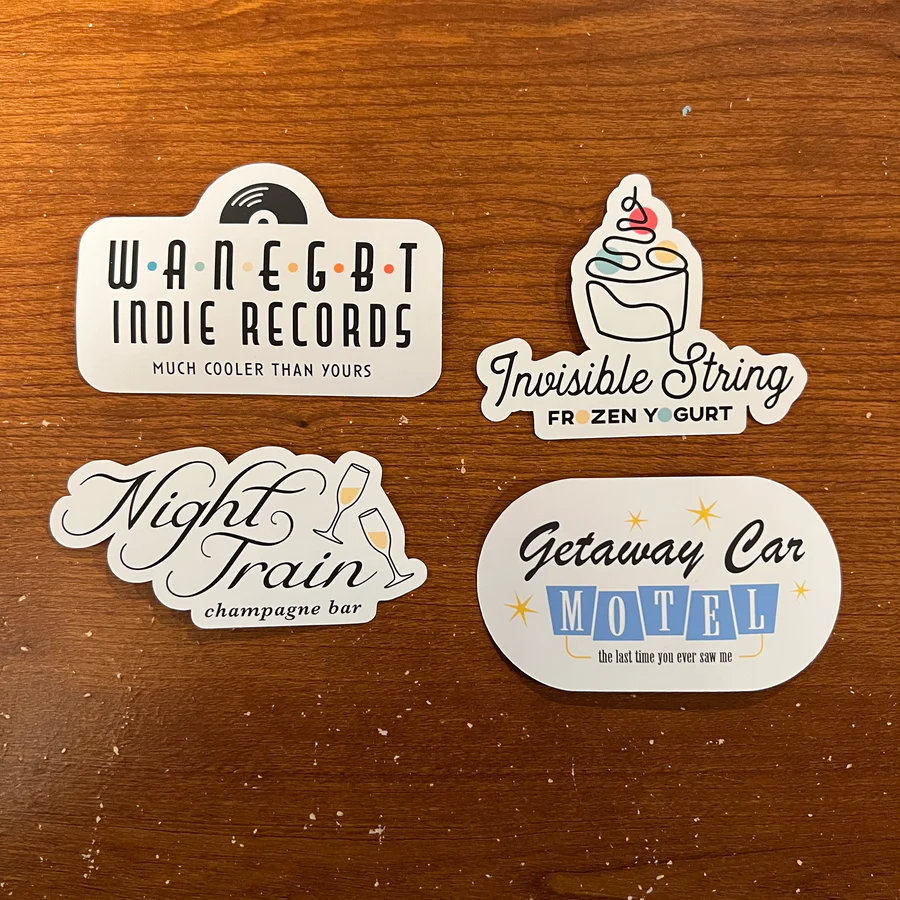 W•A•N•E•G•B•T
INDIE RECORDS
MUCH COOLER THAN YOURS
Invisible String
FROZEN YOGURT
Night
Train
champagne bar
Getaway Car
MOTEL
the last time you ever saw me